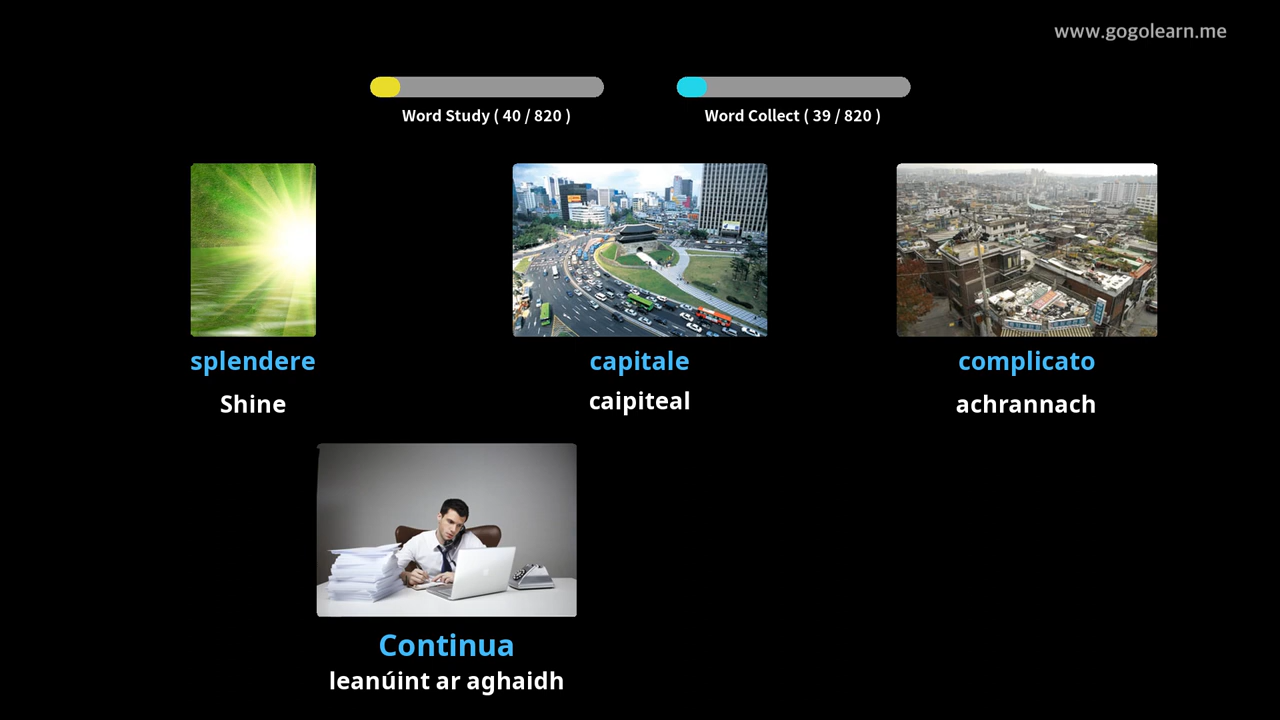 www.gogolearn.me
Word Study ( 40 / 820 )
Word Collect ( 39 / 820 )
splendere
capitale
complicato
Shine
caipiteal
achrannach
Continua
leanúint ar aghaidh